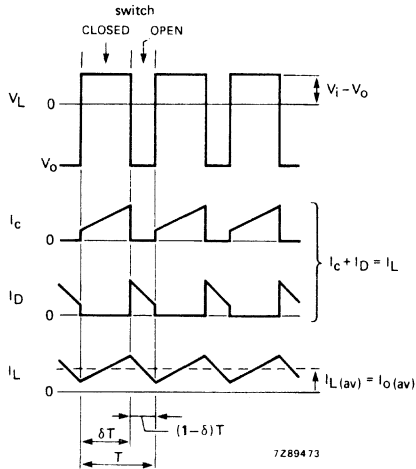 switch
CLOSED OPEN
V_L 0 V_i – V_o
V_o
I_c 0
I_c + I_D = I_L
I_D 0
I_L 0 I_L(av) = I_o(av)
δT (1–δ)T
T
7Z89473